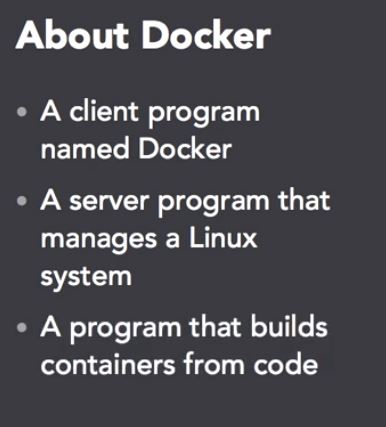 About Docker
• A client program
named Docker
• A server program that
manages a Linux
system
• A program that builds
containers from code